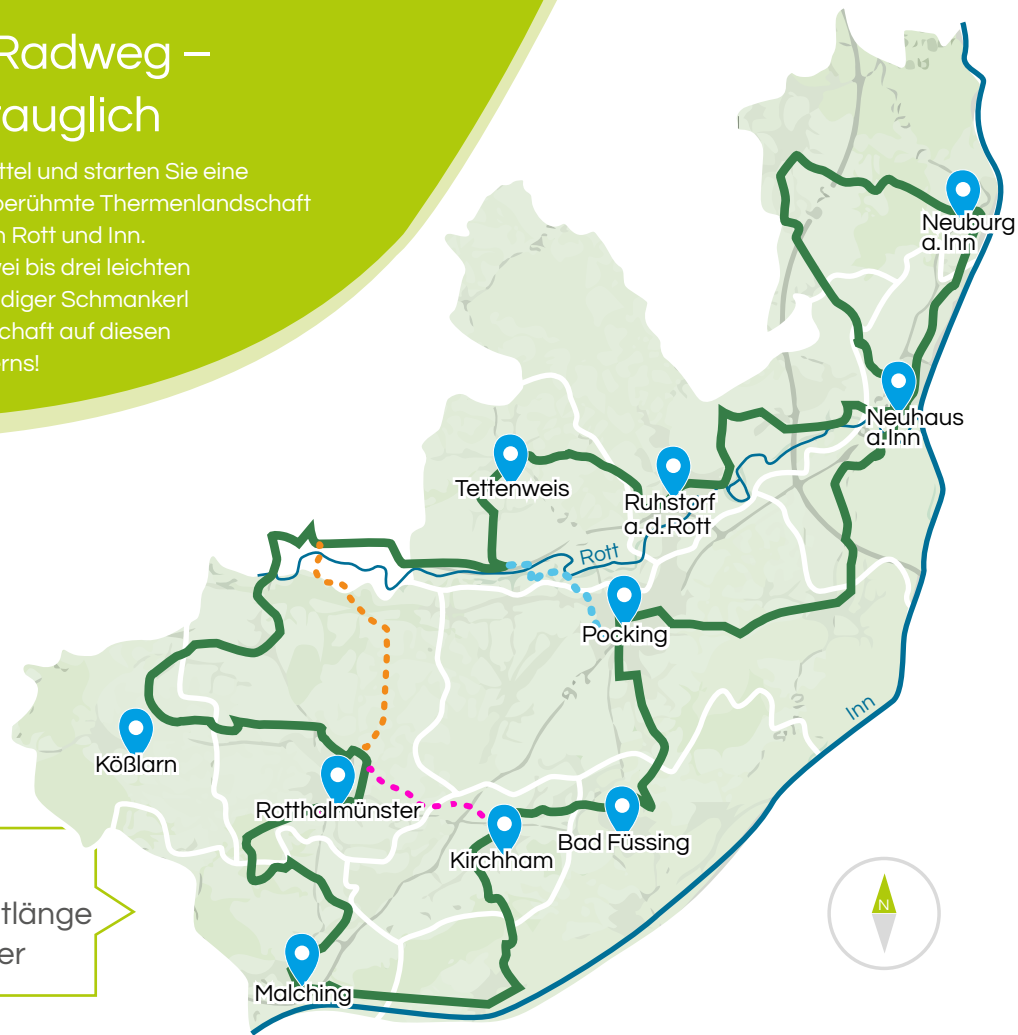 Radweg –
rauglich
ttel und starten Sie eine
berühmte Thermenlandschaft
n Rott und Inn.
ei bis drei leichten
diger Schmankerl
chaft auf diesen
erns!
Neuburg
a. Inn
Neuhaus
a. Inn
Tettenweis
Ruhstorf
a. d. Rott
Rott
Pocking
Inn
Kößlarn
Rotthalmünster
Bad Füssing
Kirchham
N
tlänge
er
Malching